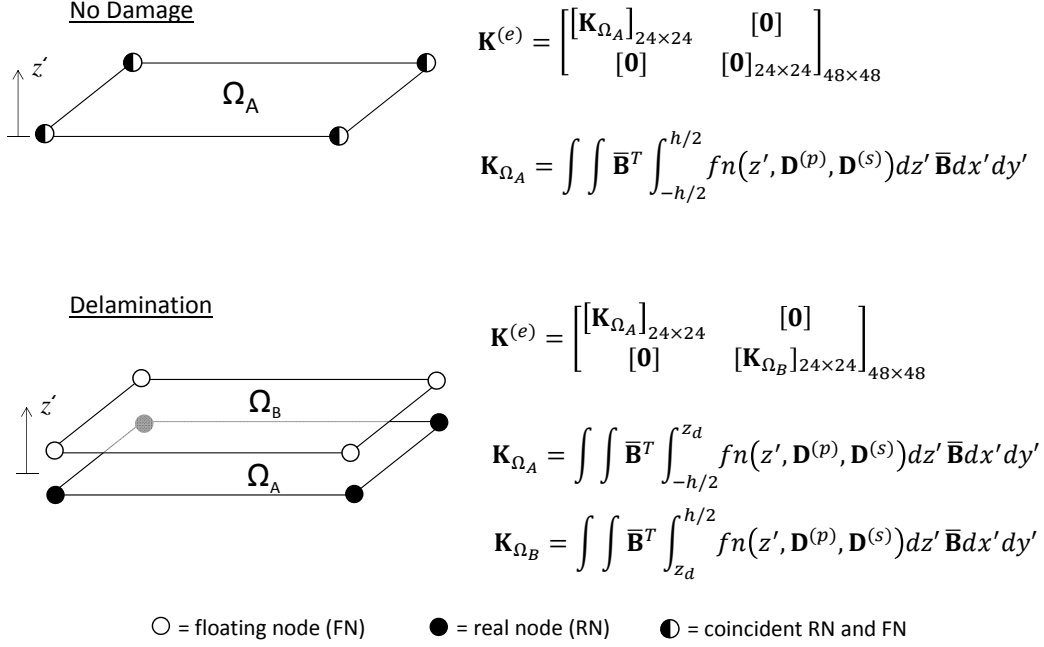 No Damage
z′
Ω_A
𝐊^(e) = [ [𝐊_Ω_A]_24×24 [𝟎] ; [𝟎] [𝟎]_24×24 ]_48×48
𝐊_Ω_A = ∫ ∫ 𝐁̅^T ∫_−h/2^h/2 fn(z′, 𝐃^(p), 𝐃^(s))dz′ 𝐁̅dx′dy′
Delamination
z′
Ω_B
Ω_A
𝐊^(e) = [ [𝐊_Ω_A]_24×24 [𝟎] ; [𝟎] [𝐊_Ω_B]_24×24 ]_48×48
𝐊_Ω_A = ∫ ∫ 𝐁̅^T ∫_−h/2^z_d fn(z′, 𝐃^(p), 𝐃^(s))dz′ 𝐁̅dx′dy′
𝐊_Ω_B = ∫ ∫ 𝐁̅^T ∫_z_d^h/2 fn(z′, 𝐃^(p), 𝐃^(s))dz′ 𝐁̅dx′dy′
= floating node (FN) = real node (RN) = coincident RN and FN